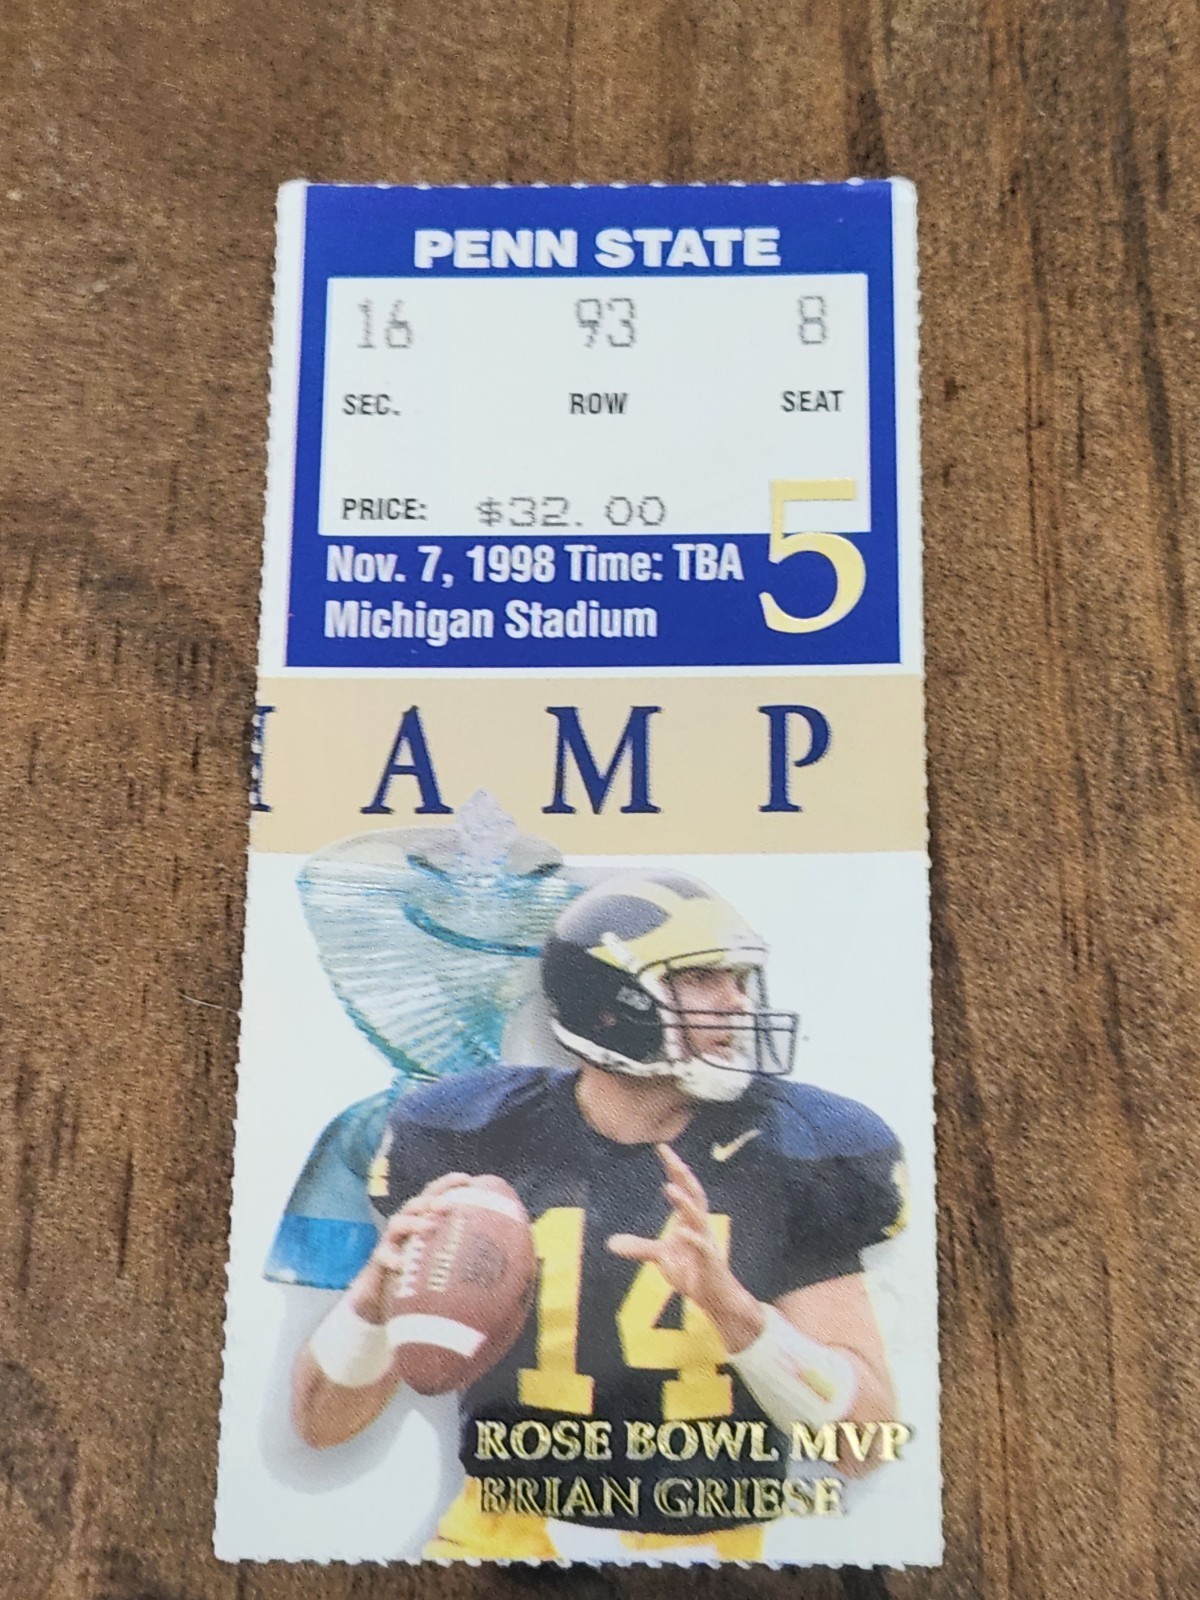 PENN STATE
16 93 8
SEC. ROW SEAT
PRICE: $32.00
Nov. 7, 1998 Time: TBA
Michigan Stadium
5
HAMP
14
ROSE BOWL MVP
BRIAN GRIESE